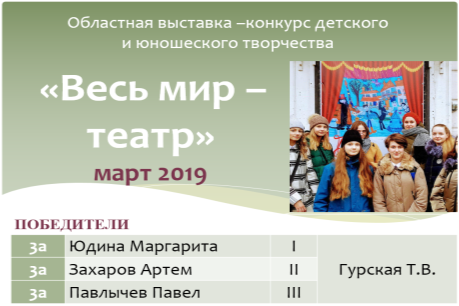 Областная выставка –конкурс детского
и юношеского творчества
«Весь мир –
театр»
март 2019
ПОБЕДИТЕЛИ
3а Юдина Маргарита I
3а Захаров Артем II Гурская Т.В.
3а Павлычев Павел III